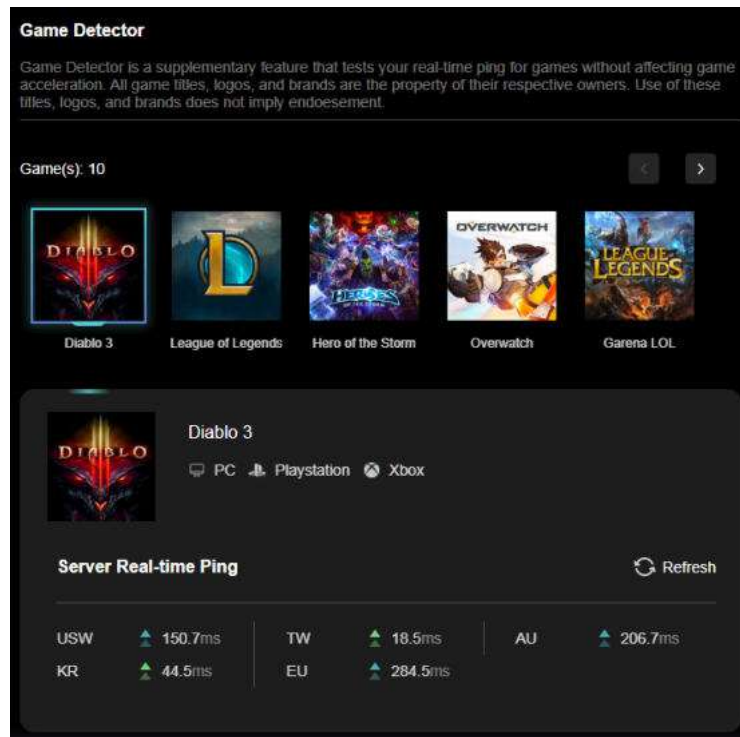 Game Detector
Game Detector is a supplementary feature that tests your real-time ping for games without affecting game
acceleration. All game titles, logos, and brands are the property of their respective owners. Use of these
titles, logos, and brands does not imply endoesement.
Game(s): 10
DIABLO
L
HEROES
OF THE STORM
OVERWATCH
LEAGUE
LEGENDS
Diablo 3
League of Legends
Hero of the Storm
Overwatch
Garena LOL
DIABLO
Diablo 3
PC Playstation Xbox
Server Real-time Ping
Refresh
USW 150.7ms TW 18.5ms AU 206.7ms
KR 44.5ms EU 284.5ms